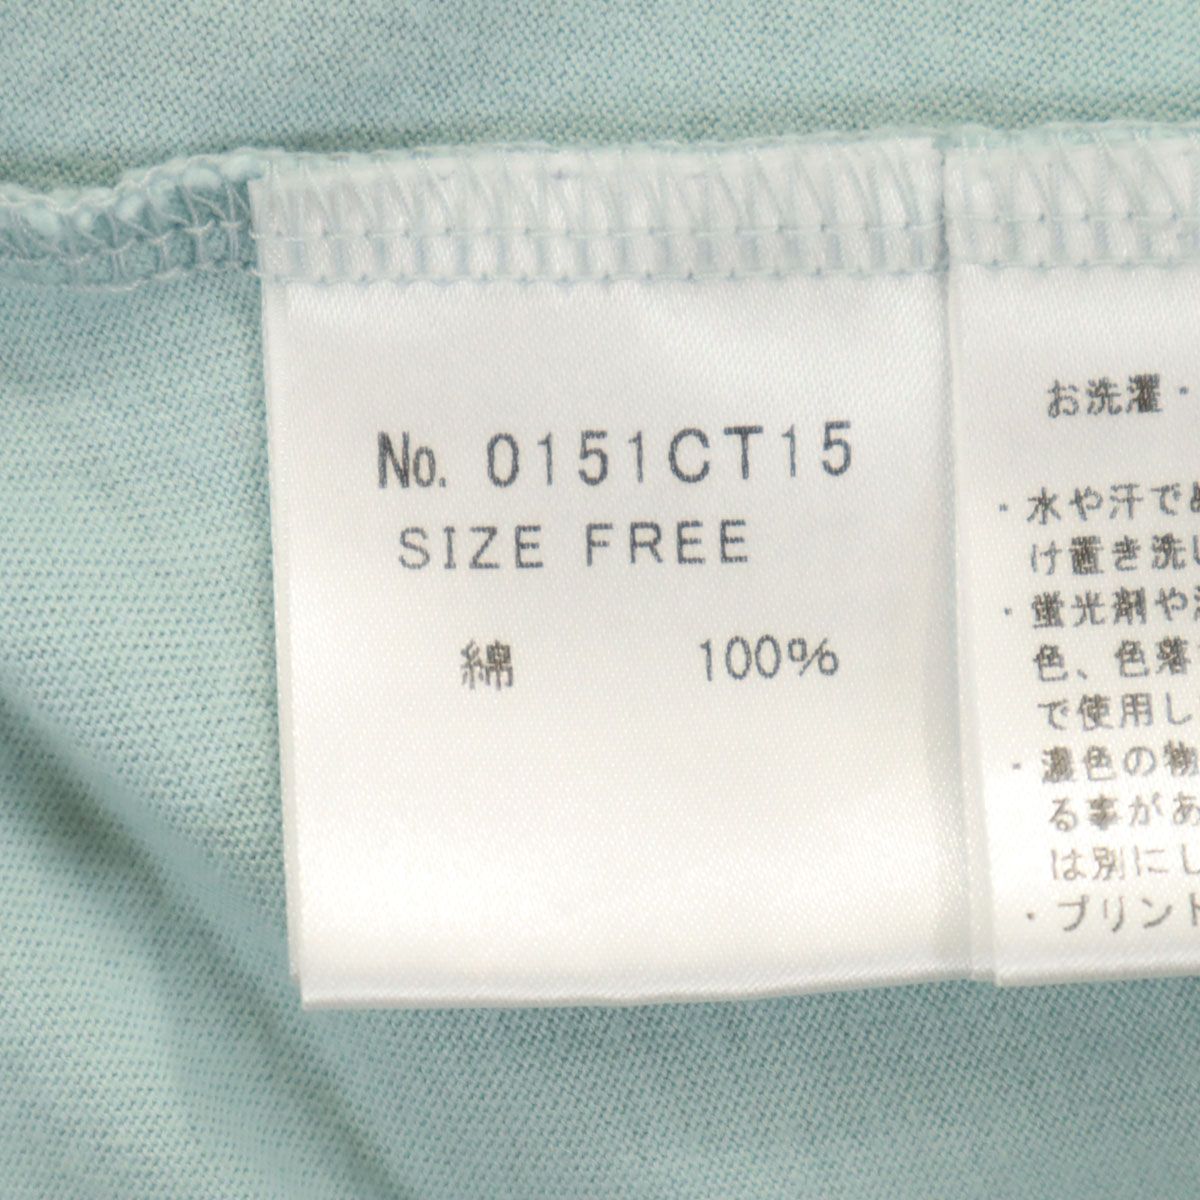 No. 0151CT15
SIZE FREE
綿 100%
お洗濯・
・水や汗でぬ
け置き洗い
・蛍光剤や
色、色落
で使用し
・濃色の物
る事があ
は別にし
・プリント